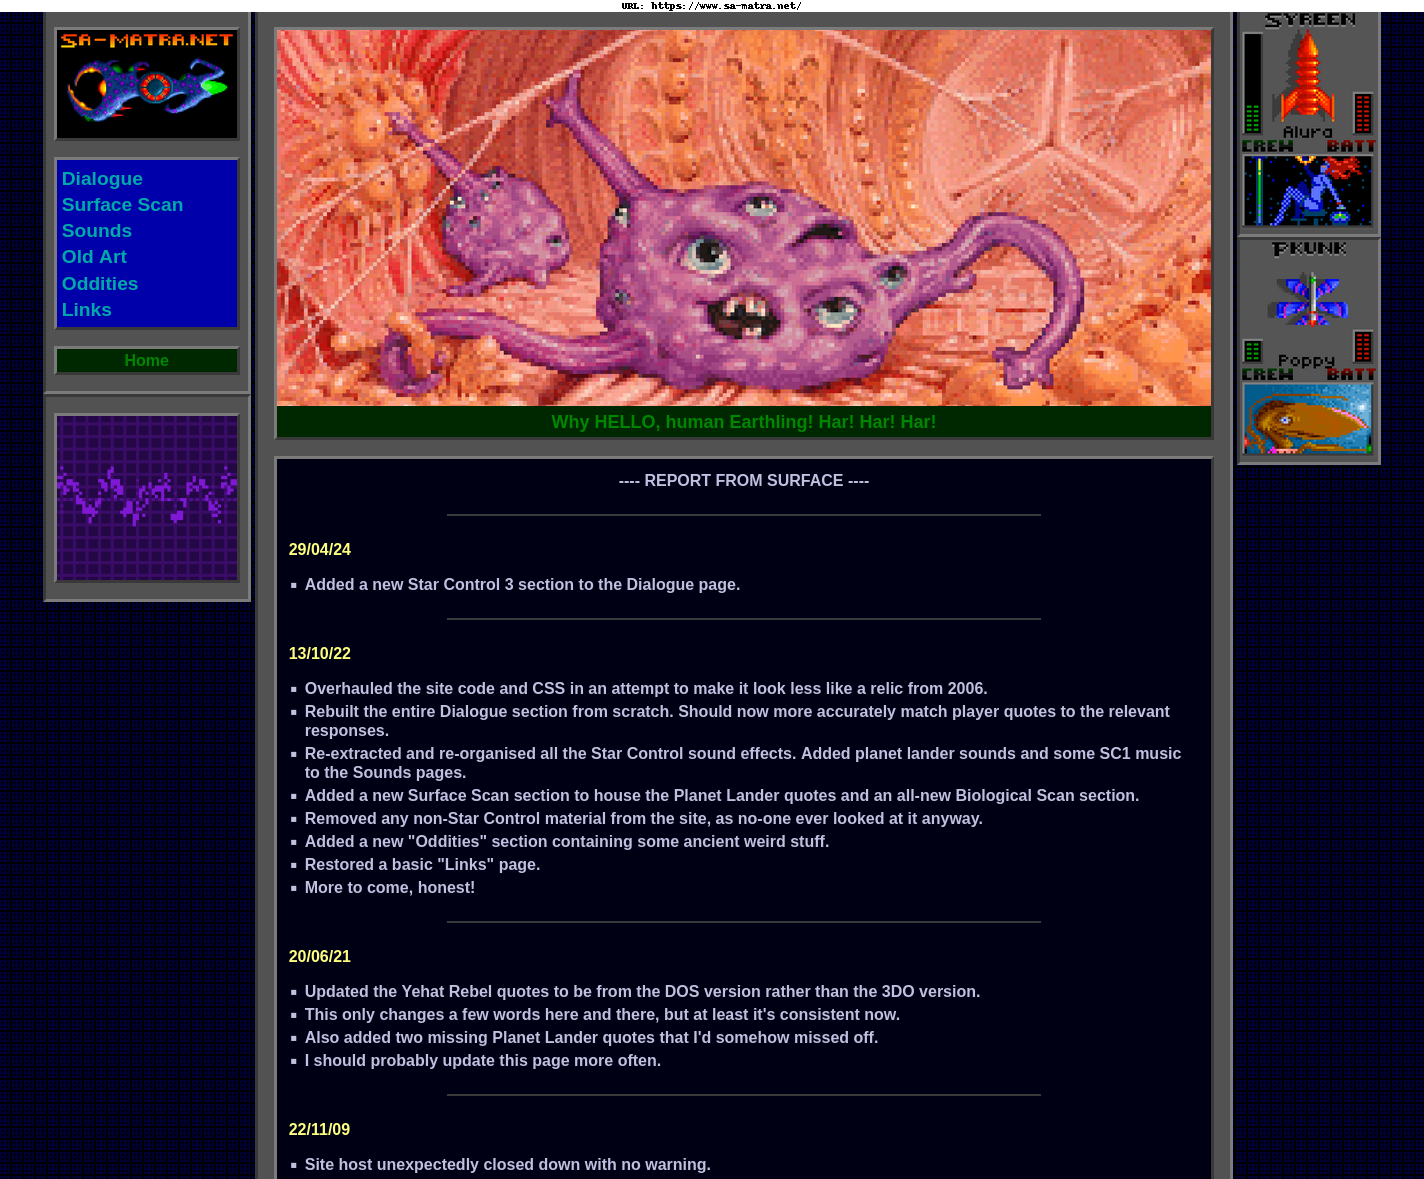 URL: https://www.sa-matra.net/
SA-MATRA.NET
Dialogue
Surface Scan
Sounds
Old Art
Oddities
Links
Home
Why HELLO, human Earthling! Har! Har! Har!
---- REPORT FROM SURFACE ----
29/04/24
▪ Added a new Star Control 3 section to the Dialogue page.
13/10/22
▪ Overhauled the site code and CSS in an attempt to make it look less like a relic from 2006.
▪ Rebuilt the entire Dialogue section from scratch. Should now more accurately match player quotes to the relevant
responses.
▪ Re-extracted and re-organised all the Star Control sound effects. Added planet lander sounds and some SC1 music
to the Sounds pages.
▪ Added a new Surface Scan section to house the Planet Lander quotes and an all-new Biological Scan section.
▪ Removed any non-Star Control material from the site, as no-one ever looked at it anyway.
▪ Added a new "Oddities" section containing some ancient weird stuff.
▪ Restored a basic "Links" page.
▪ More to come, honest!
20/06/21
▪ Updated the Yehat Rebel quotes to be from the DOS version rather than the 3DO version.
▪ This only changes a few words here and there, but at least it's consistent now.
▪ Also added two missing Planet Lander quotes that I'd somehow missed off.
▪ I should probably update this page more often.
22/11/09
▪ Site host unexpectedly closed down with no warning.
SYREEN
Alura
CREW BATT
PKUNK
Poppy
CREW BATT